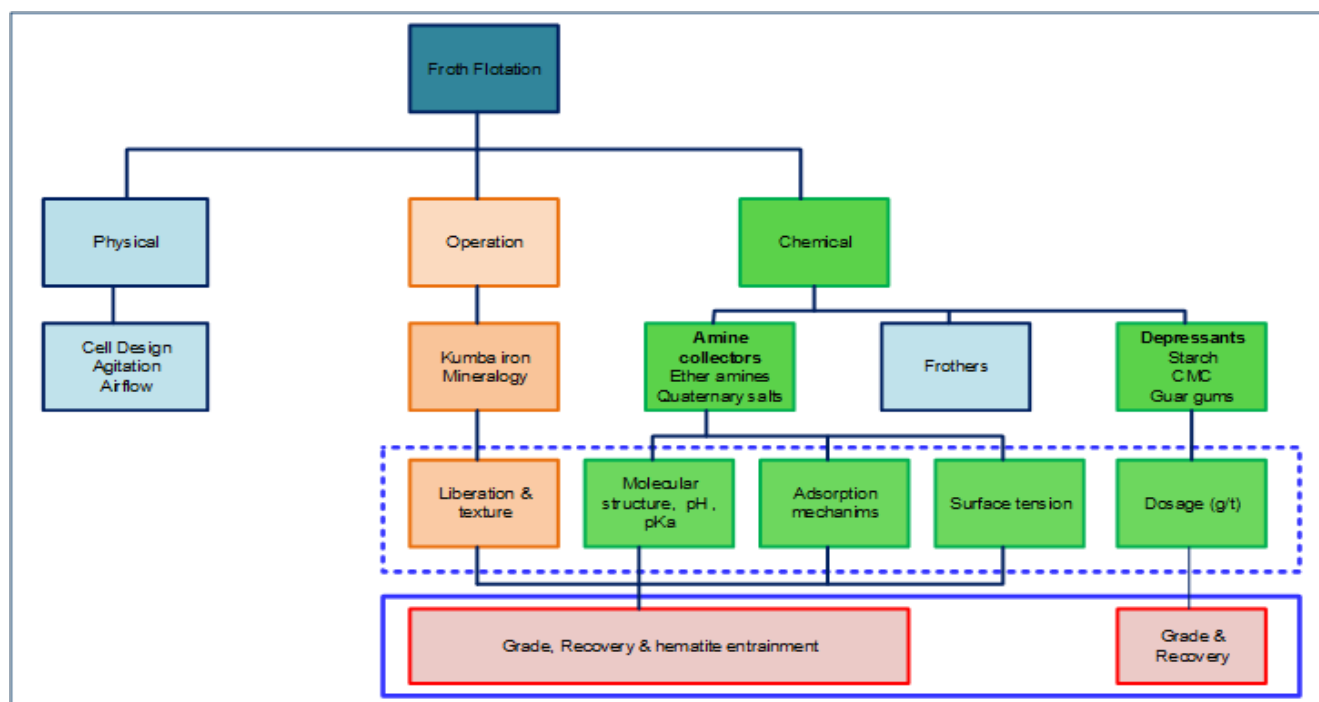 Froth Flotation
Physical
Operation
Chemical
Cell Design
Agitation
Airflow
Kumba iron
Mineralogy
Amine
collectors
Ether amines
Quaternary salts
Frothers
Depressants
Starch
CMC
Guar gums
Liberation &
texture
Molecular
structure, pH,
pKa
Adsorption
mechanims
Surface tension
Dosage (g/t)
Grade, Recovery & hematite entrainment
Grade &
Recovery